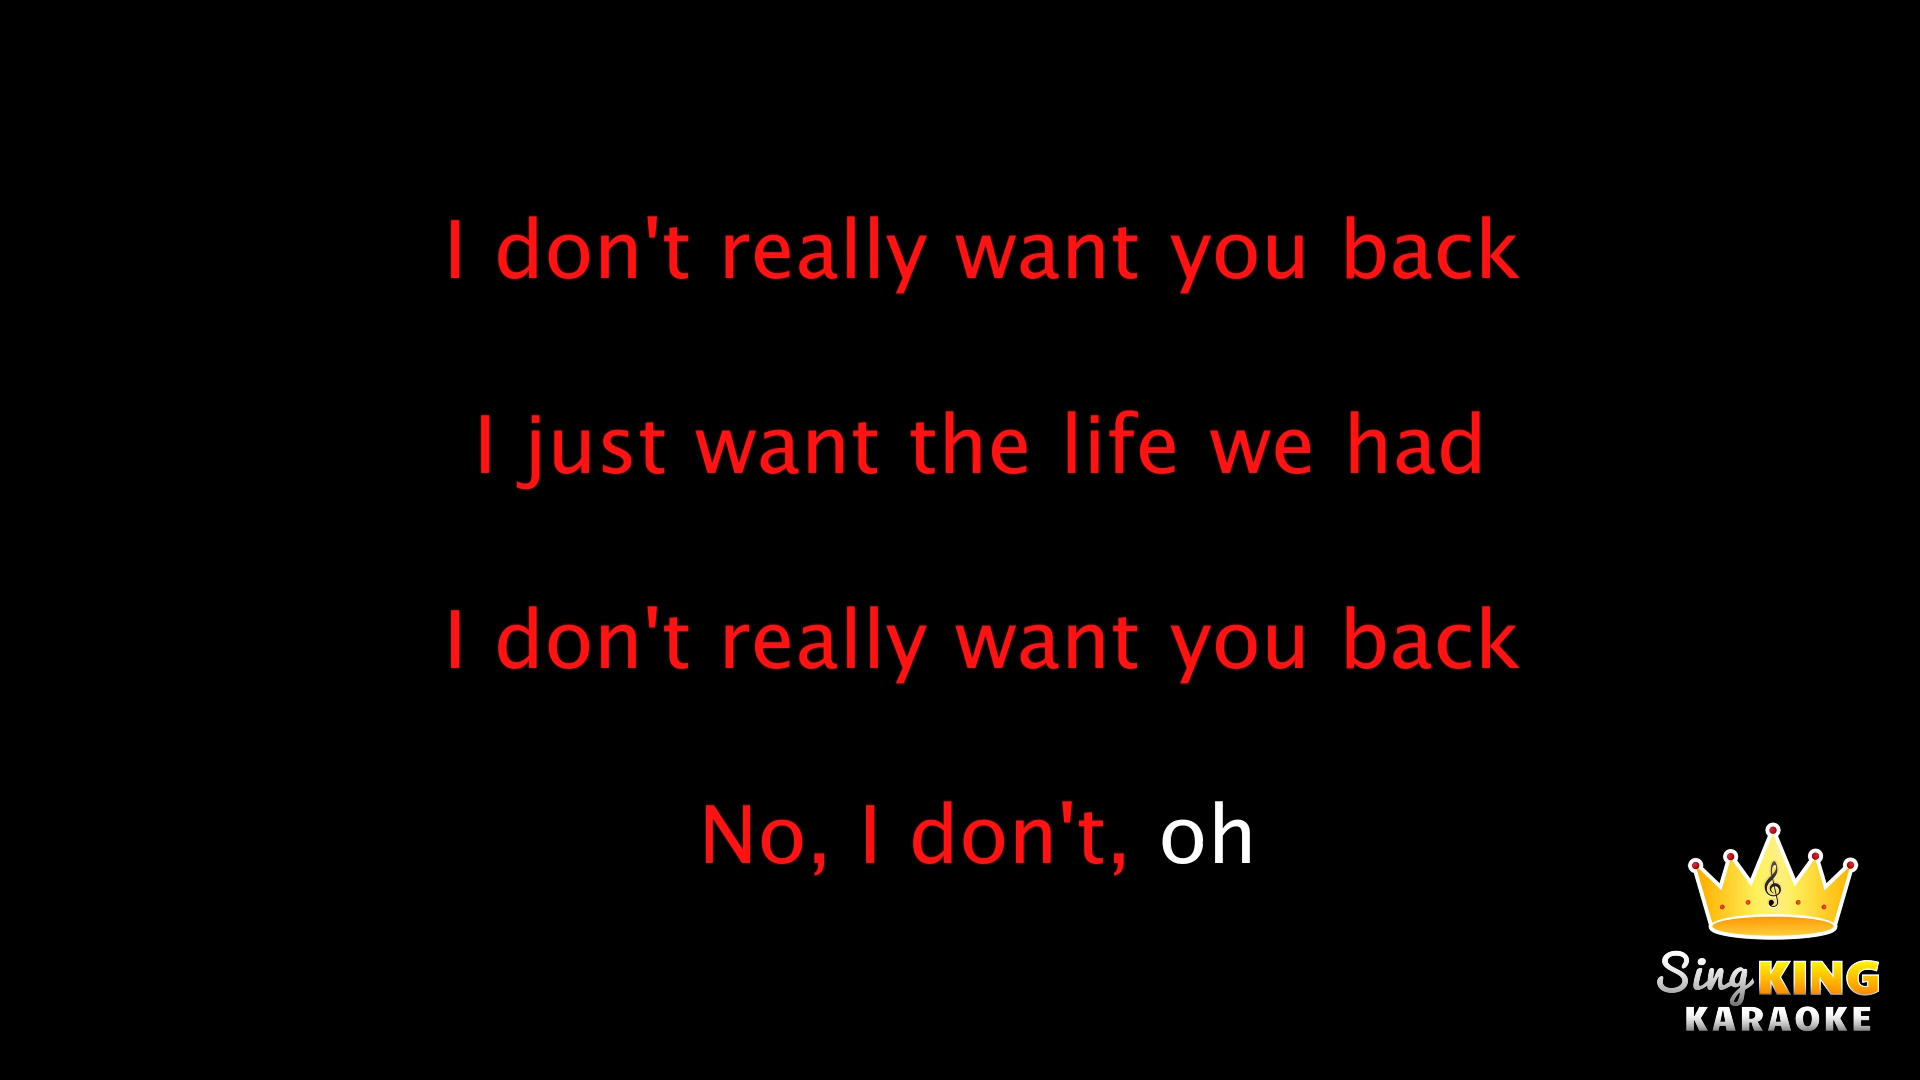 I don't really want you back
I just want the life we had
I don't really want you back
No, I don't, oh
Sing KING
KARAOKE